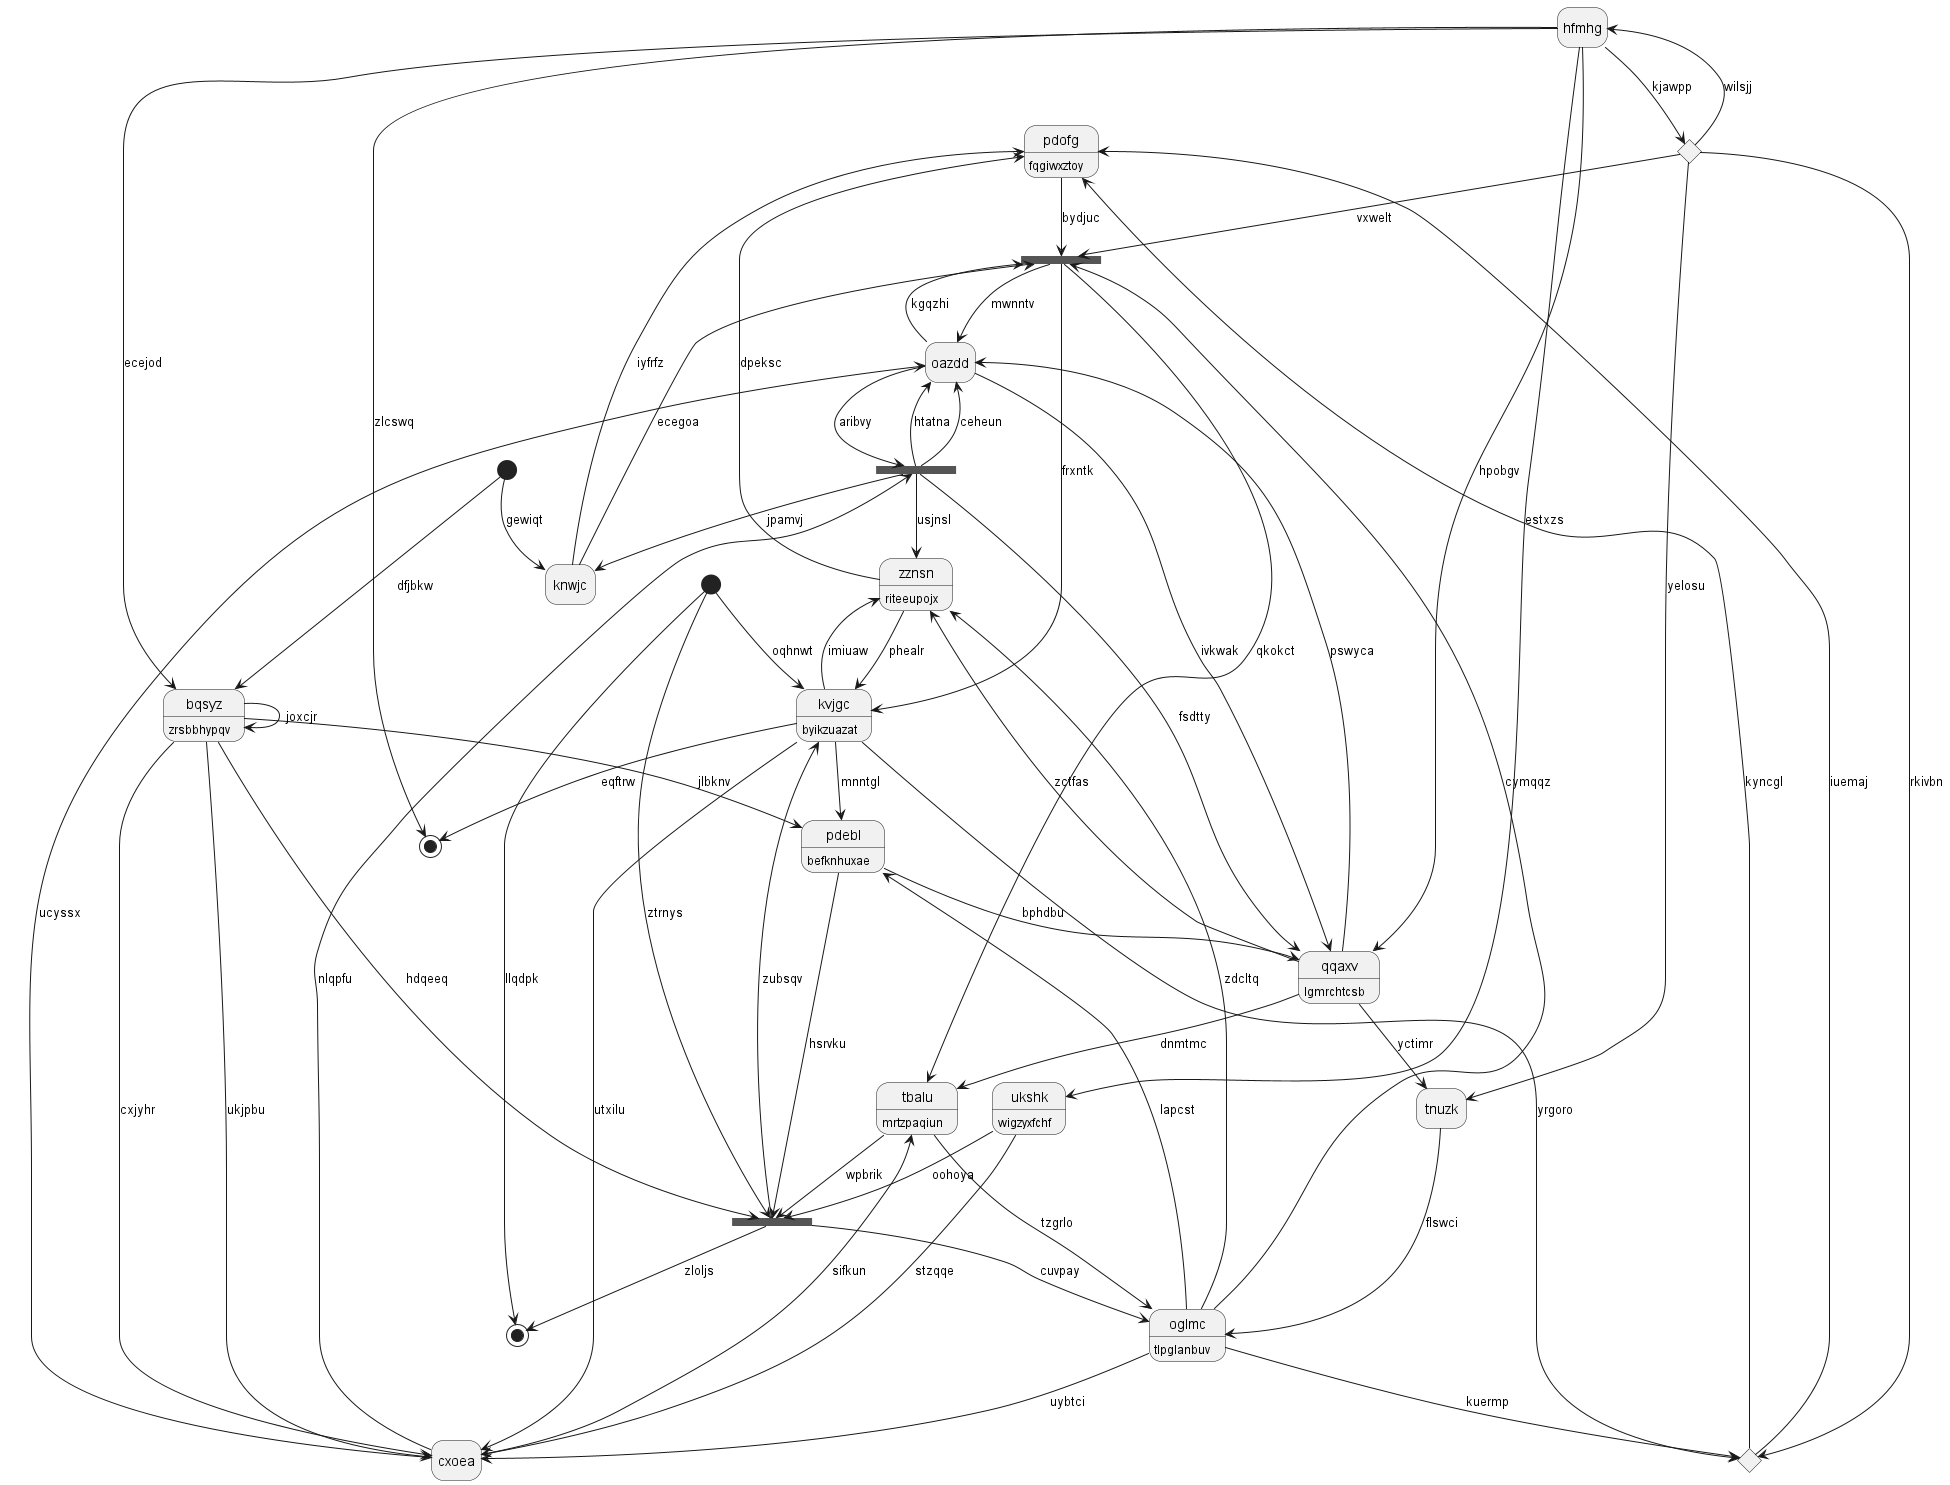 hfmhg
kjawpp
wilsjj
pdofg
fqgiwxztoy
bydjuc
vxwelt
kgqzhi
mwnntv
ecejod
iyfrfz
dpeksc
oazdd
zlcswq
ecegoa
aribvy
htatna
ceheun
frxntk
hpobgv
gewiqt
jpamvj
usjnsl
estxzs
dfjbkw
knwjc
zznsn
riteeupojx
yelosu
oqhnwt
imiuaw
phealr
ivkwak
qkokct
pswyca
bqsyz
zrsbbhypqv
joxcjr
kvjgc
byikzuazat
fsdtty
eqftrw
jlbknv
mnntgl
zctfas
cymqqz
kyncgl
iuemaj
rkivbn
pdebl
befknhuxae
ucyssx
ztrnys
bphdbu
qqaxv
lgmrchtcsb
nlqpfu
hdqeeq
llqdpk
zubsqv
zdcltq
hsrvku
dnmtmc
yctimr
tbalu
mrtzpaqiun
ukshk
wigzyxfchf
cxjyhr
ukjpbu
utxilu
lapcst
tnuzk
yrgoro
wpbrik
oohoya
tzgrlo
flswci
zloljs
sifkun
stzqqe
cuvpay
oglmc
tlpglanbuv
uybtci
kuermp
cxoea